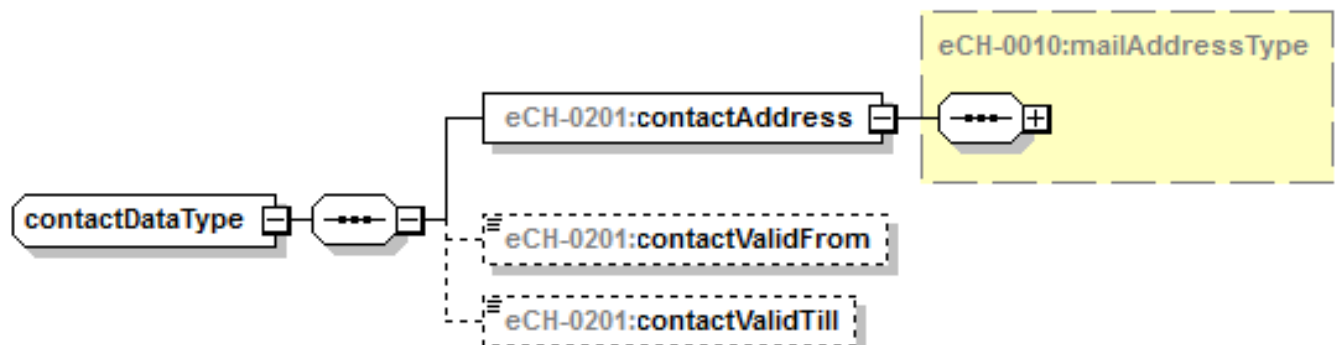 eCH-0010:mailAddressType
eCH-0201:contactAddress
contactDataType
eCH-0201:contactValidFrom
eCH-0201:contactValidTill